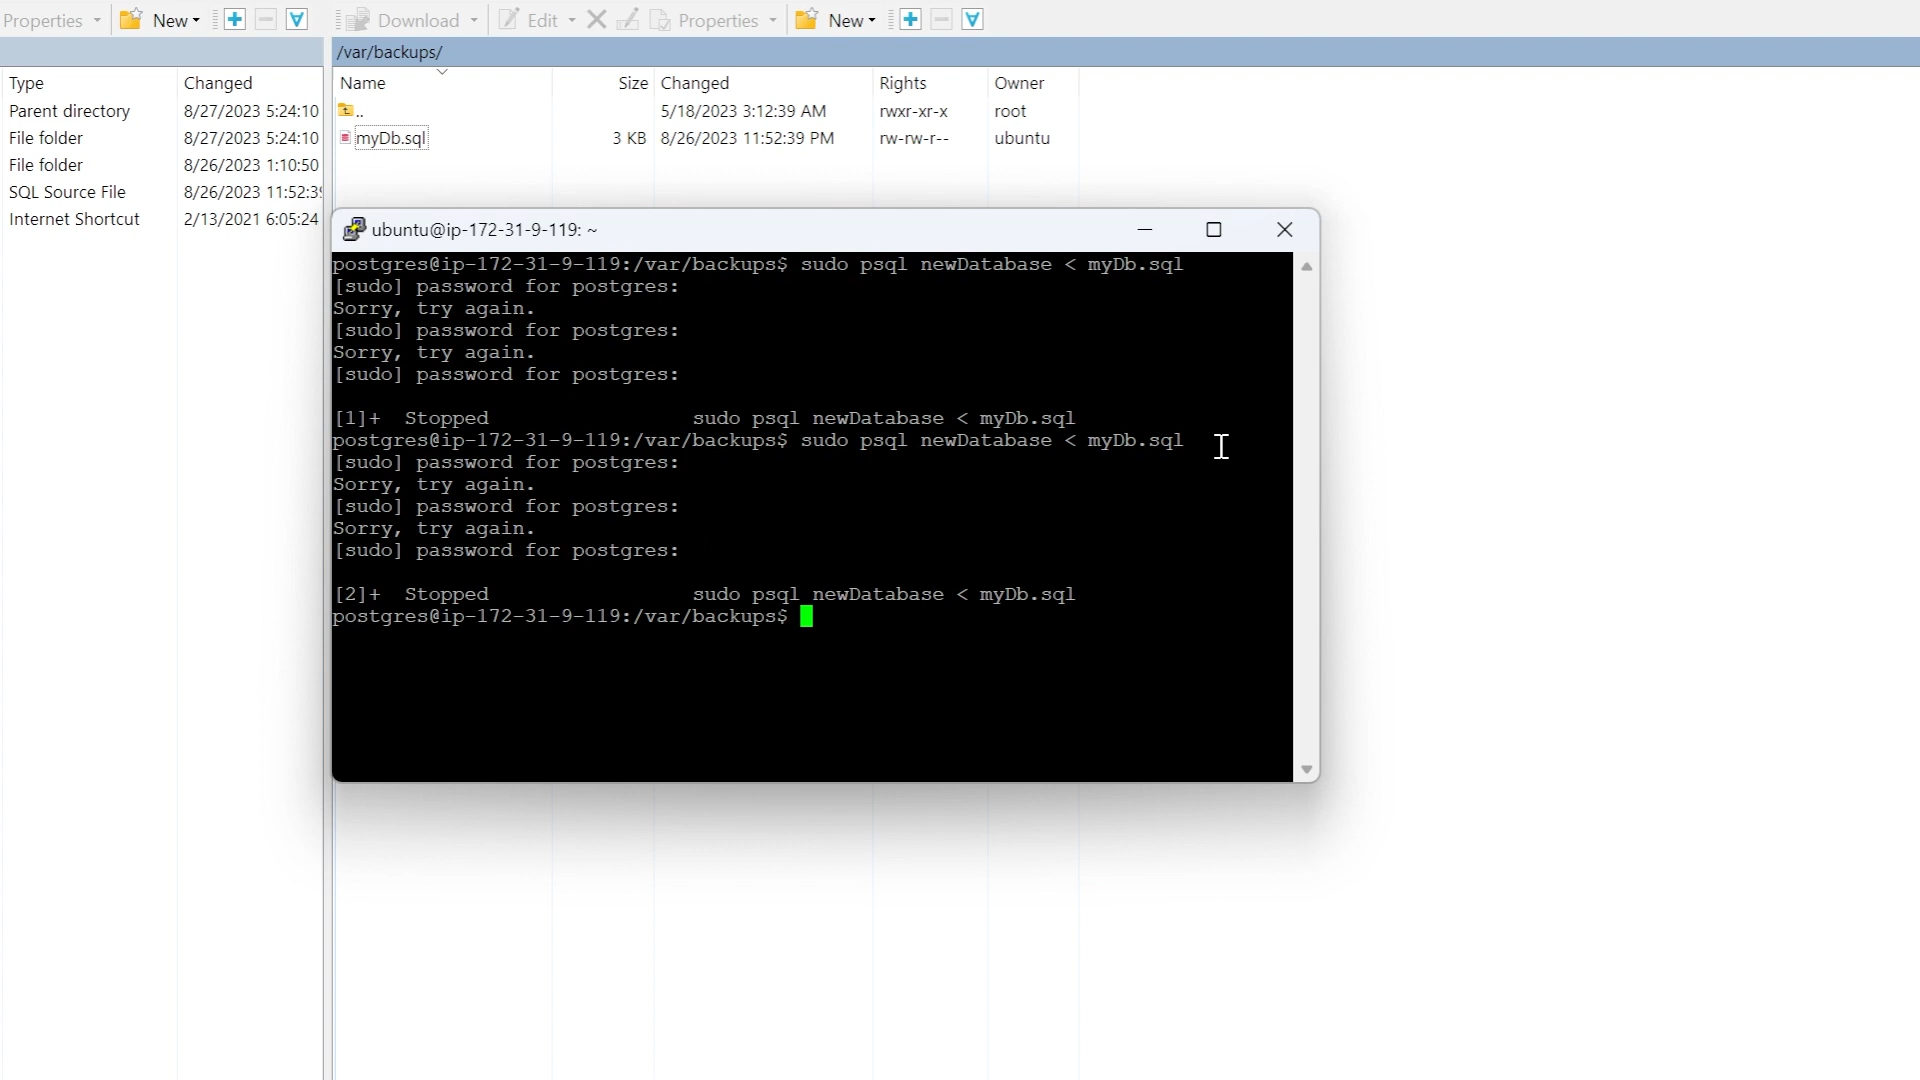 Properties New Download Edit Properties New
/var/backups/
Type Changed Name Size Changed Rights Owner
Parent directory 8/27/2023 5:24:10 .. 5/18/2023 3:12:39 AM rwxr-xr-x root
File folder 8/27/2023 5:24:10 myDb.sql 3 KB 8/26/2023 11:52:39 PM rw-rw-r-- ubuntu
File folder 8/26/2023 1:10:50
SQL Source File 8/26/2023 11:52:39
Internet Shortcut 2/13/2021 6:05:24
ubuntu@ip-172-31-9-119: ~
postgres@ip-172-31-9-119:/var/backups$ sudo psql newDatabase < myDb.sql
[sudo] password for postgres:
Sorry, try again.
[sudo] password for postgres:
Sorry, try again.
[sudo] password for postgres:
[1]+  Stopped                 sudo psql newDatabase < myDb.sql
postgres@ip-172-31-9-119:/var/backups$ sudo psql newDatabase < myDb.sql
[sudo] password for postgres:
Sorry, try again.
[sudo] password for postgres:
Sorry, try again.
[sudo] password for postgres:
[2]+  Stopped                 sudo psql newDatabase < myDb.sql
postgres@ip-172-31-9-119:/var/backups$